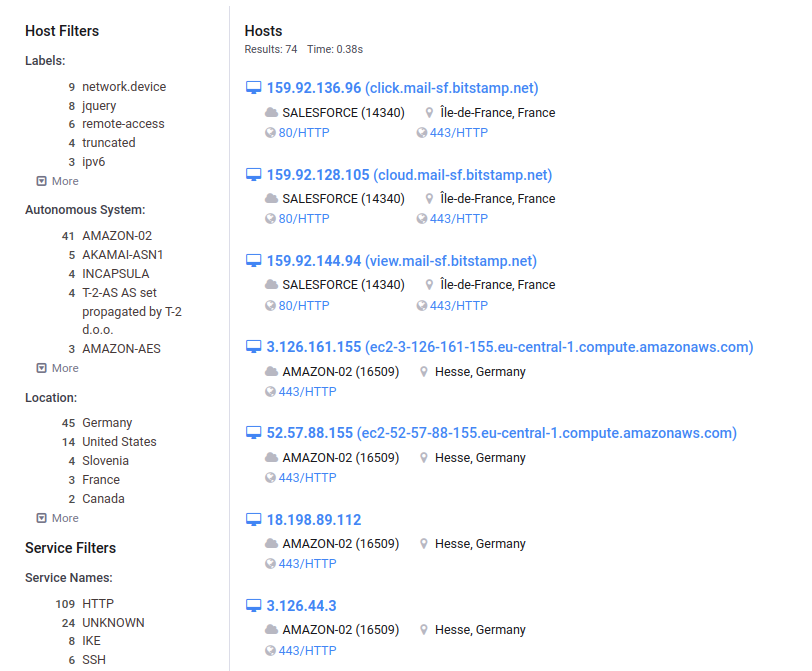 Host Filters
Labels:
9 network.device
8 jquery
6 remote-access
4 truncated
3 ipv6
More
Autonomous System:
41 AMAZON-02
5 AKAMAI-ASN1
4 INCAPSULA
4 T-2-AS AS set
propagated by T-2
d.o.o.
3 AMAZON-AES
More
Location:
45 Germany
14 United States
4 Slovenia
3 France
2 Canada
More
Service Filters
Service Names:
109 HTTP
24 UNKNOWN
8 IKE
6 SSH
Hosts
Results: 74 Time: 0.38s
159.92.136.96 (click.mail-sf.bitstamp.net)
SALESFORCE (14340) Île-de-France, France
80/HTTP 443/HTTP
159.92.128.105 (cloud.mail-sf.bitstamp.net)
SALESFORCE (14340) Île-de-France, France
80/HTTP 443/HTTP
159.92.144.94 (view.mail-sf.bitstamp.net)
SALESFORCE (14340) Île-de-France, France
80/HTTP 443/HTTP
3.126.161.155 (ec2-3-126-161-155.eu-central-1.compute.amazonaws.com)
AMAZON-02 (16509) Hesse, Germany
443/HTTP
52.57.88.155 (ec2-52-57-88-155.eu-central-1.compute.amazonaws.com)
AMAZON-02 (16509) Hesse, Germany
443/HTTP
18.198.89.112
AMAZON-02 (16509) Hesse, Germany
443/HTTP
3.126.44.3
AMAZON-02 (16509) Hesse, Germany
443/HTTP